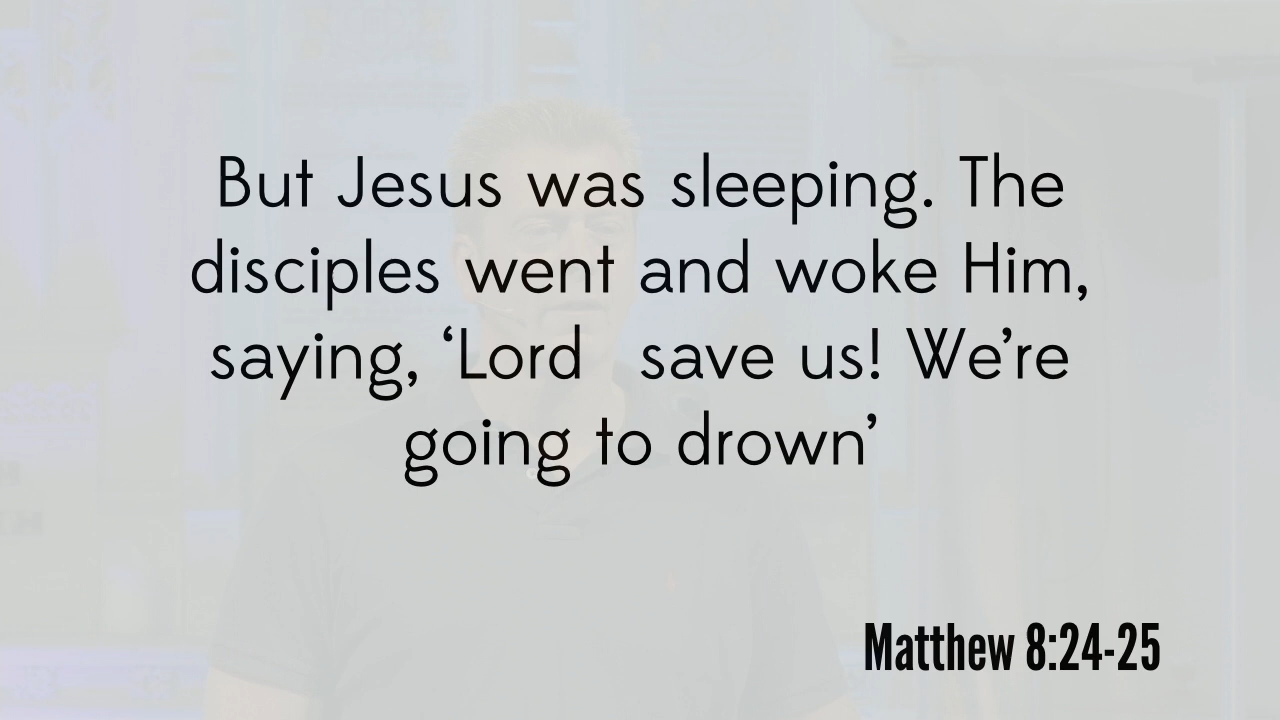 But Jesus was sleeping. The
disciples went and woke Him,
saying, ‘Lord save us! We’re
going to drown’
Matthew 8:24-25